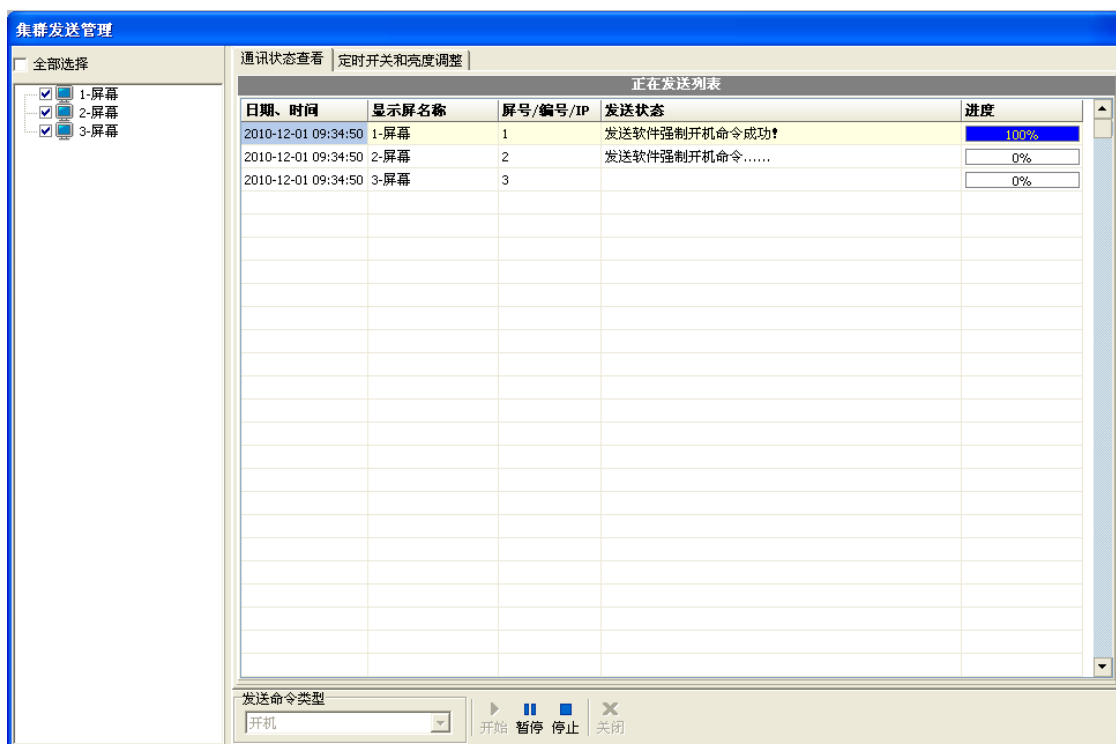 集群发送管理
全部选择
1-屏幕
2-屏幕
3-屏幕
通讯状态查看 定时开关和亮度调整
正在发送列表
日期、时间 显示屏名称 屏号/编号/IP 发送状态 进度
2010-12-01 09:34:50 1-屏幕 1 发送软件强制开机命令成功! 100%
2010-12-01 09:34:50 2-屏幕 2 发送软件强制开机命令...... 0%
2010-12-01 09:34:50 3-屏幕 3 0%
发送命令类型
开机 开始 暂停 停止 关闭